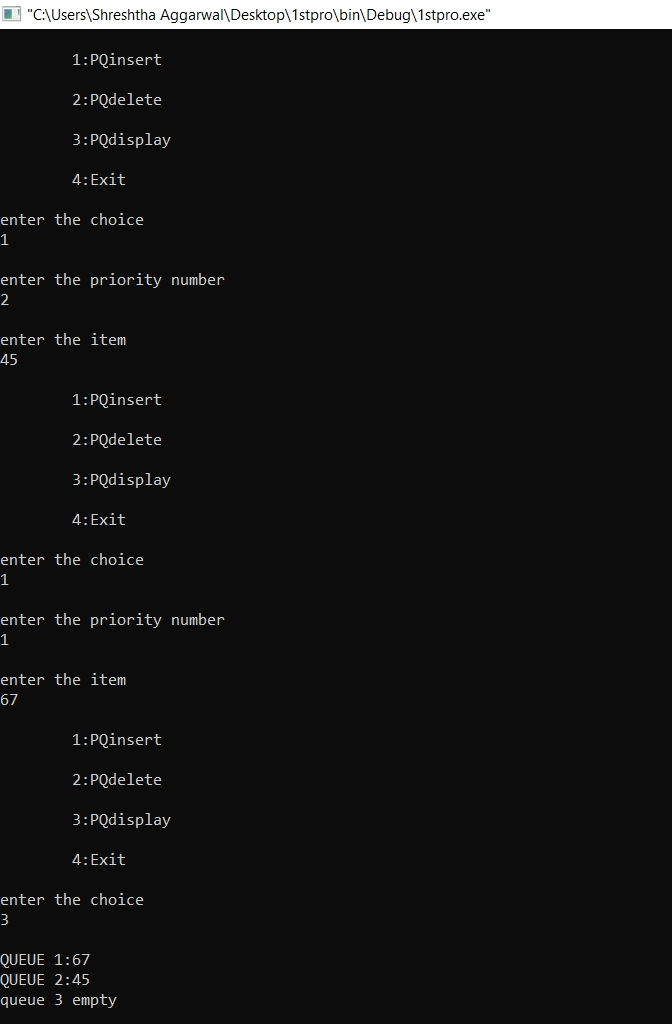 "C:\Users\Shreshtha Aggarwal\Desktop\1stpro\bin\Debug\1stpro.exe"
1:PQinsert
2:PQdelete
3:PQdisplay
4:Exit
enter the choice
1
enter the priority number
2
enter the item
45
1:PQinsert
2:PQdelete
3:PQdisplay
4:Exit
enter the choice
1
enter the priority number
1
enter the item
67
1:PQinsert
2:PQdelete
3:PQdisplay
4:Exit
enter the choice
3
QUEUE 1:67
QUEUE 2:45
queue 3 empty